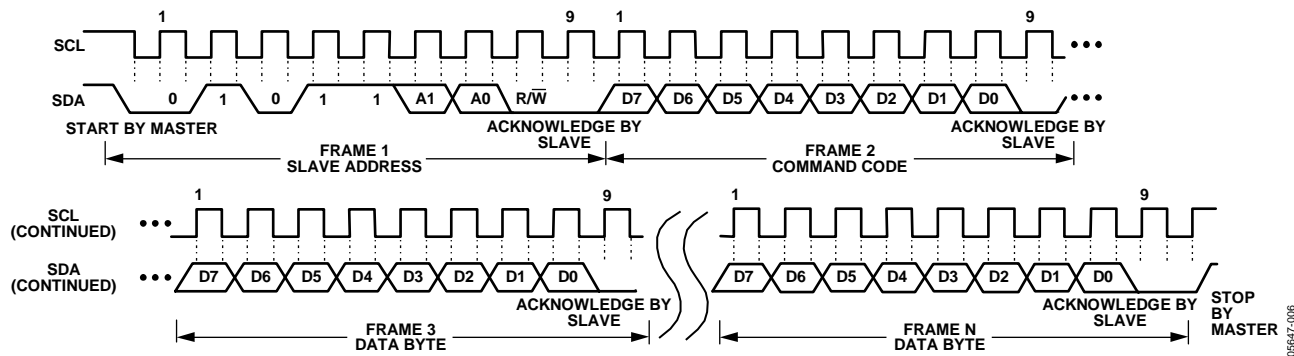 1 9 1 9
SCL
SDA 0 1 0 1 1 A1 A0 R/W̅ D7 D6 D5 D4 D3 D2 D1 D0
START BY MASTER
ACKNOWLEDGE BY
SLAVE
ACKNOWLEDGE BY
SLAVE
FRAME 1
SLAVE ADDRESS
FRAME 2
COMMAND CODE
1 9 1 9
SCL
(CONTINUED)
SDA
(CONTINUED)
D7 D6 D5 D4 D3 D2 D1 D0 D7 D6 D5 D4 D3 D2 D1 D0
ACKNOWLEDGE BY
SLAVE
ACKNOWLEDGE BY
SLAVE
STOP
BY
MASTER
FRAME 3
DATA BYTE
FRAME N
DATA BYTE
05647-006